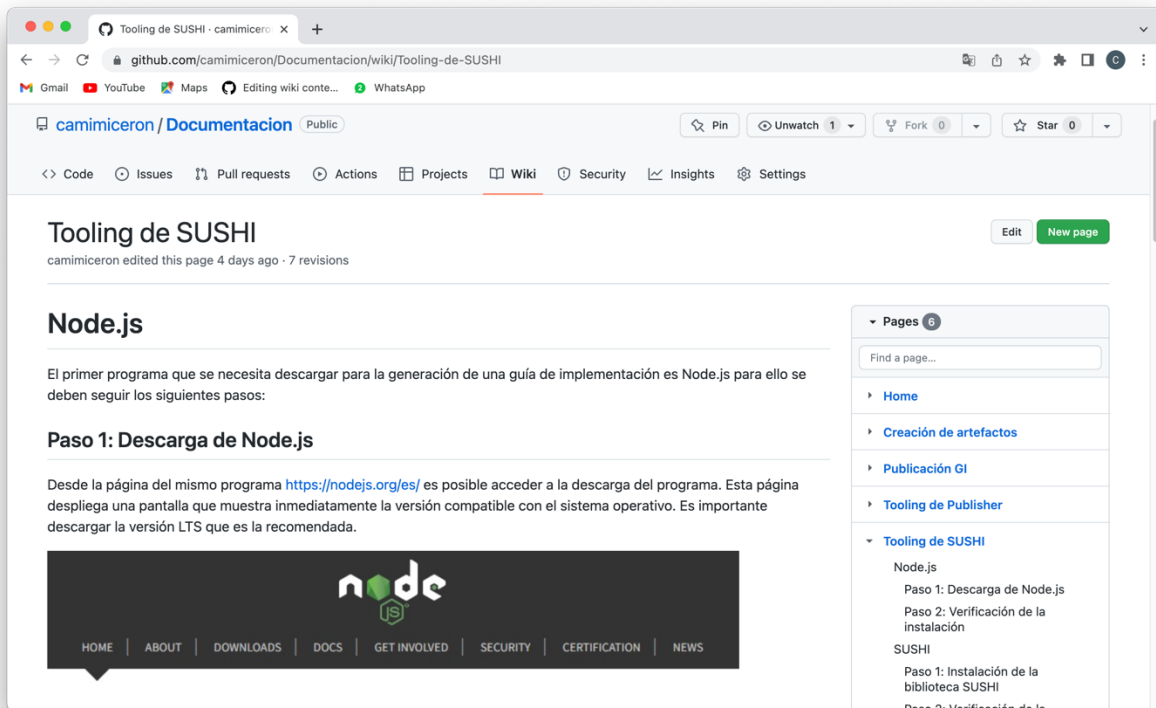 Tooling de SUSHI · camimicero
github.com/camimiceron/Documentacion/wiki/Tooling-de-SUSHI
C
Gmail YouTube Maps Editing wiki conte... WhatsApp
camimiceron / Documentacion Public
Pin Unwatch 1 Fork 0 Star 0
Code Issues Pull requests Actions Projects Wiki Security Insights Settings
Tooling de SUSHI
Edit New page
camimiceron edited this page 4 days ago · 7 revisions
Node.js
El primer programa que se necesita descargar para la generación de una guía de implementación es Node.js para ello se
deben seguir los siguientes pasos:
Paso 1: Descarga de Node.js
Desde la página del mismo programa https://nodejs.org/es/ es posible acceder a la descarga del programa. Esta página
despliega una pantalla que muestra inmediatamente la versión compatible con el sistema operativo. Es importante
descargar la versión LTS que es la recomendada.
node
JS
HOME | ABOUT | DOWNLOADS | DOCS | GET INVOLVED | SECURITY | CERTIFICATION | NEWS
Pages 6
Find a page...
Home
Creación de artefactos
Publicación GI
Tooling de Publisher
Tooling de SUSHI
Node.js
Paso 1: Descarga de Node.js
Paso 2: Verificación de la
instalación
SUSHI
Paso 1: Instalación de la
biblioteca SUSHI
Paso 2: Verificación de la